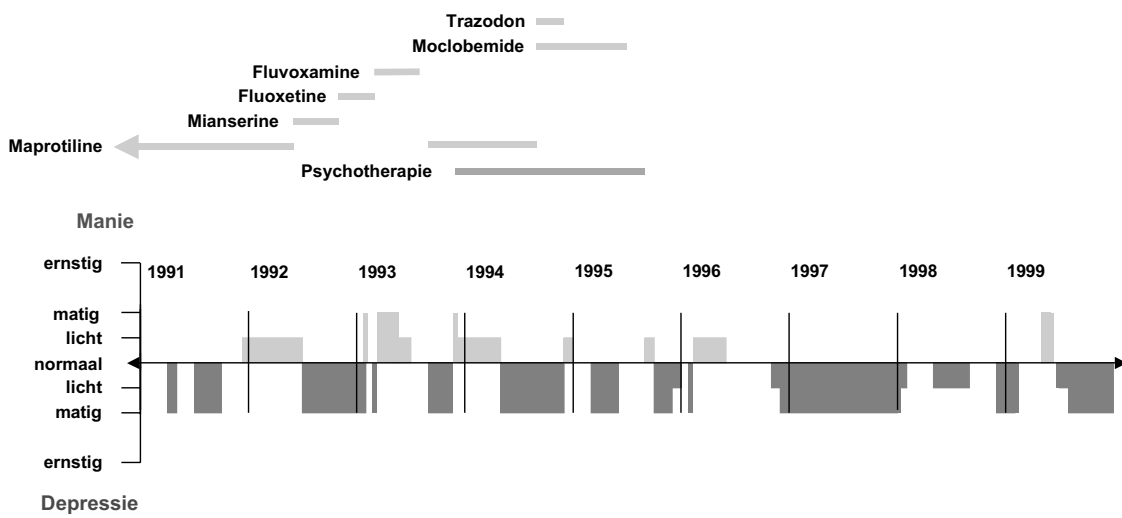 Trazodon
Moclobemide
Fluvoxamine
Fluoxetine
Mianserine
Maprotiline
Psychotherapie
Manie
ernstig
1991 1992 1993 1994 1995 1996 1997 1998 1999
matig
licht
normaal
licht
matig
ernstig
Depressie